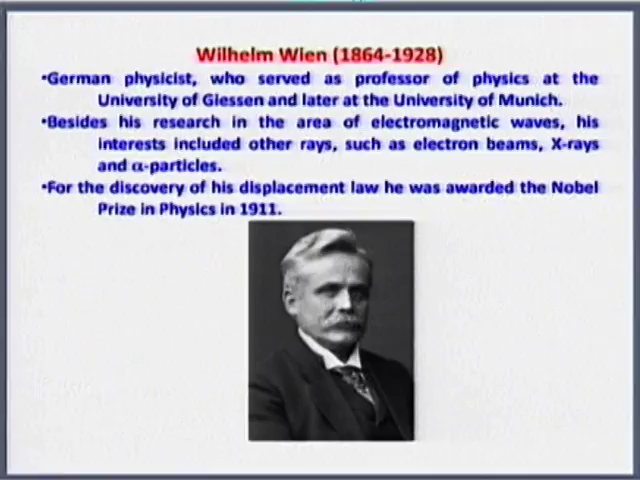 Wilhelm Wien (1864-1928)
•German physicist, who served as professor of physics at the
University of Giessen and later at the University of Munich.
•Besides his research in the area of electromagnetic waves, his
interests included other rays, such as electron beams, X-rays
and α-particles.
•For the discovery of his displacement law he was awarded the Nobel
Prize in Physics in 1911.